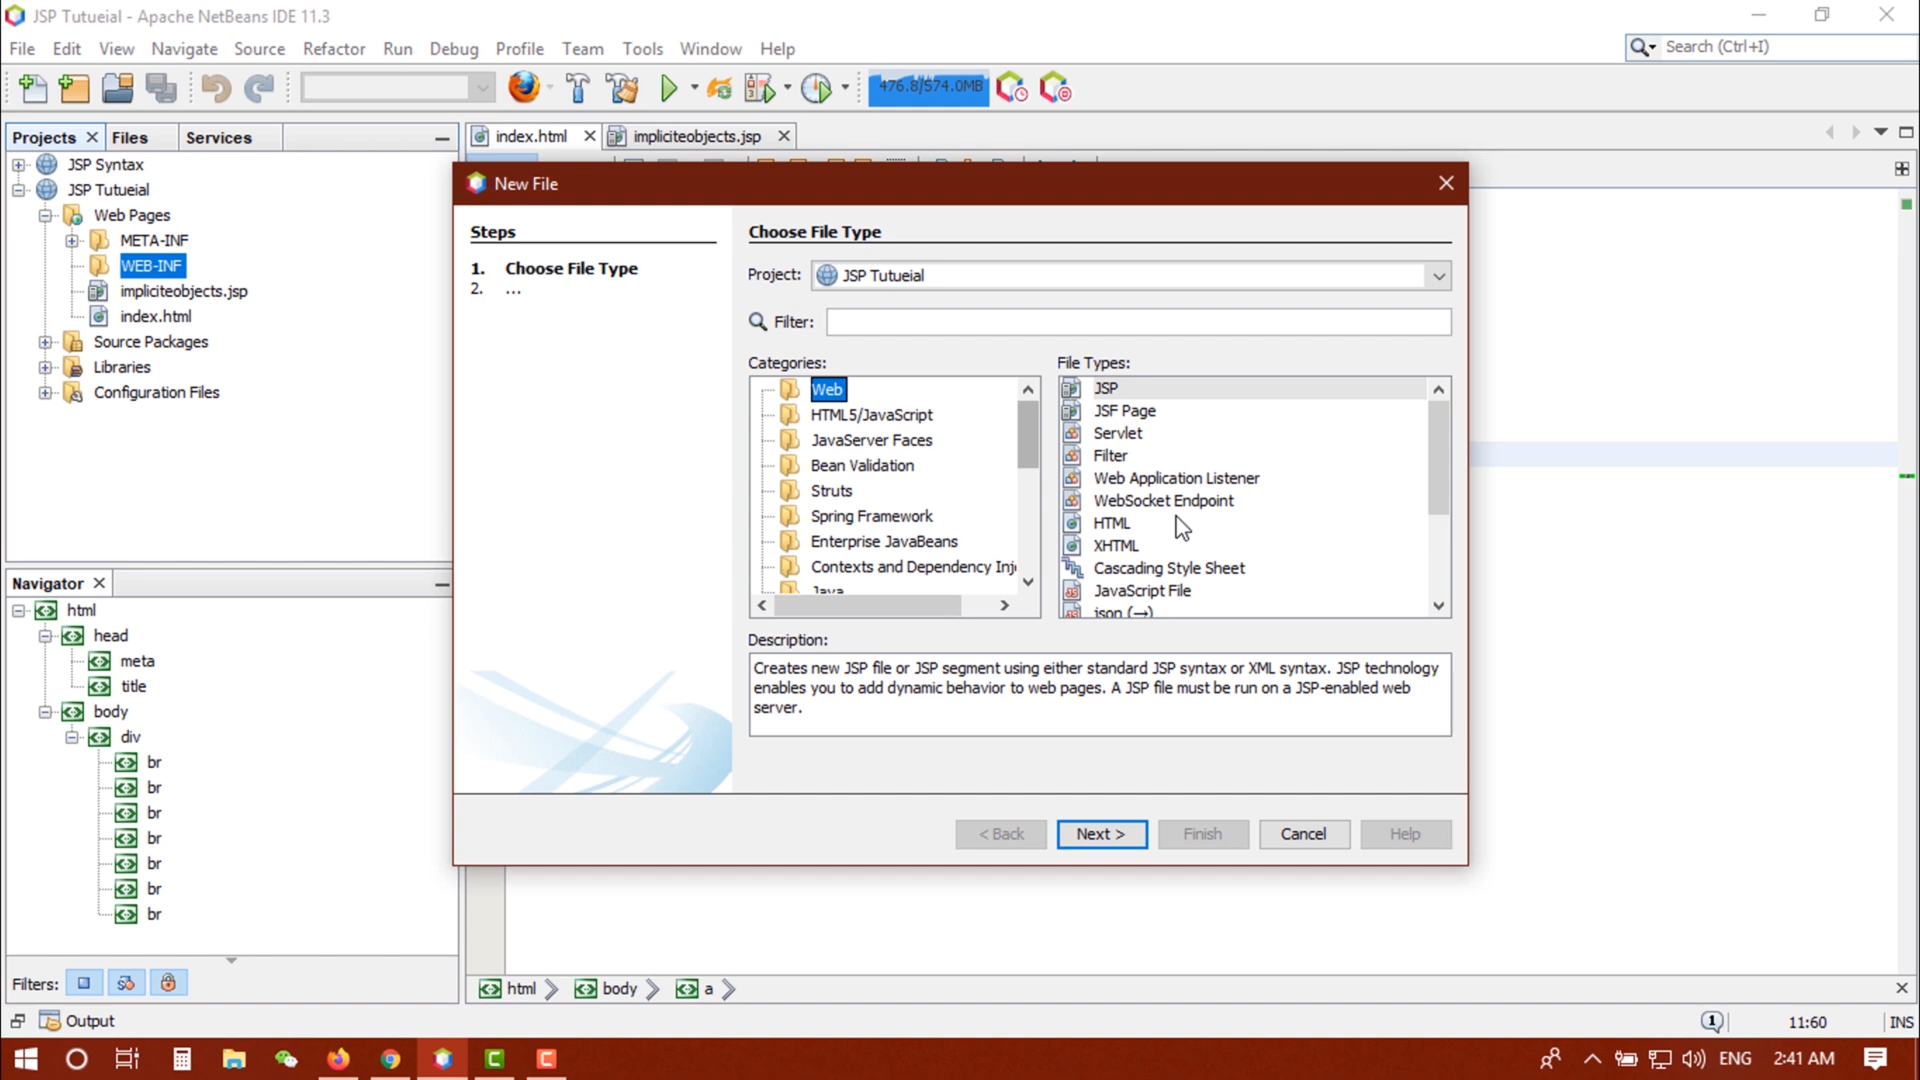 JSP Tutueial - Apache NetBeans IDE 11.3
File Edit View Navigate Source Refactor Run Debug Profile Team Tools Window Help
Search (Ctrl+I)
476.8/574.0MB
Projects Files Services
index.html impliciteobjects.jsp
JSP Syntax
JSP Tutueial
Web Pages
META-INF
WEB-INF
impliciteobjects.jsp
index.html
Source Packages
Libraries
Configuration Files
New File
Steps
1. Choose File Type
2. ...
Choose File Type
Project: JSP Tutueial
Filter:
Categories:
Web
HTML5/JavaScript
JavaServer Faces
Bean Validation
Struts
Spring Framework
Enterprise JavaBeans
Contexts and Dependency Inj
Java
File Types:
JSP
JSF Page
Servlet
Filter
Web Application Listener
WebSocket Endpoint
HTML
XHTML
Cascading Style Sheet
JavaScript File
json (→)
Description:
Creates new JSP file or JSP segment using either standard JSP syntax or XML syntax. JSP technology
enables you to add dynamic behavior to web pages. A JSP file must be run on a JSP-enabled web
server.
< Back Next > Finish Cancel Help
Navigator
html
head
meta
title
body
div
br
br
br
br
br
br
br
Filters:
html body a
Output
1 11:60 INS
ENG 2:41 AM